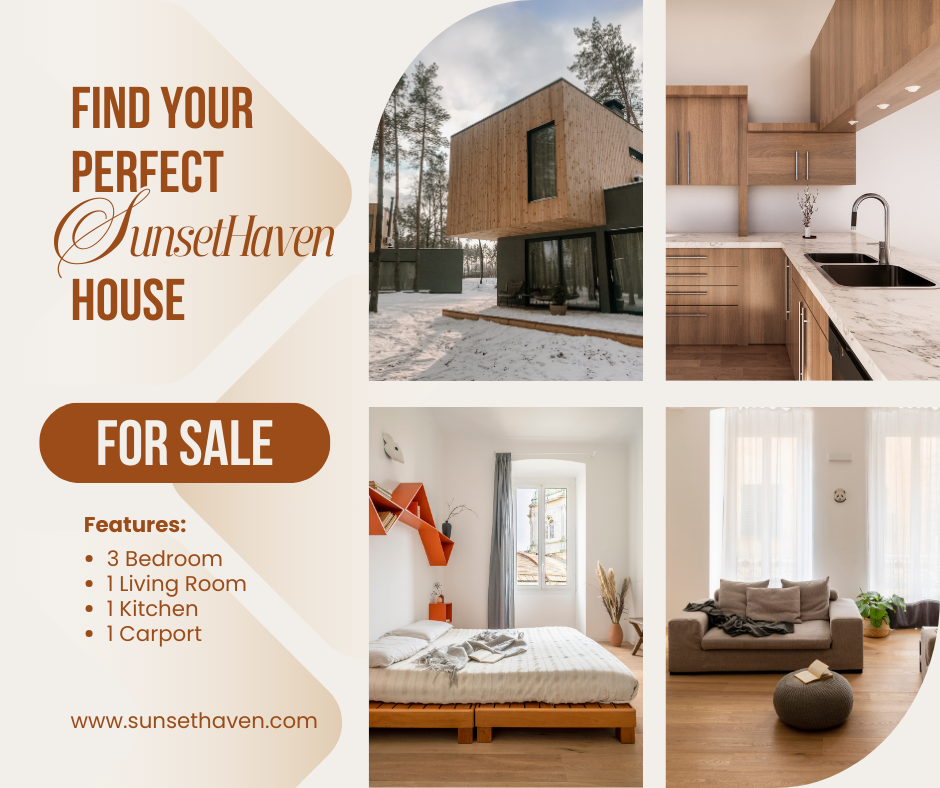 FIND YOUR
PERFECT
SunsetHaven
HOUSE
FOR SALE
Features:
• 3 Bedroom
• 1 Living Room
• 1 Kitchen
• 1 Carport
www.sunsethaven.com